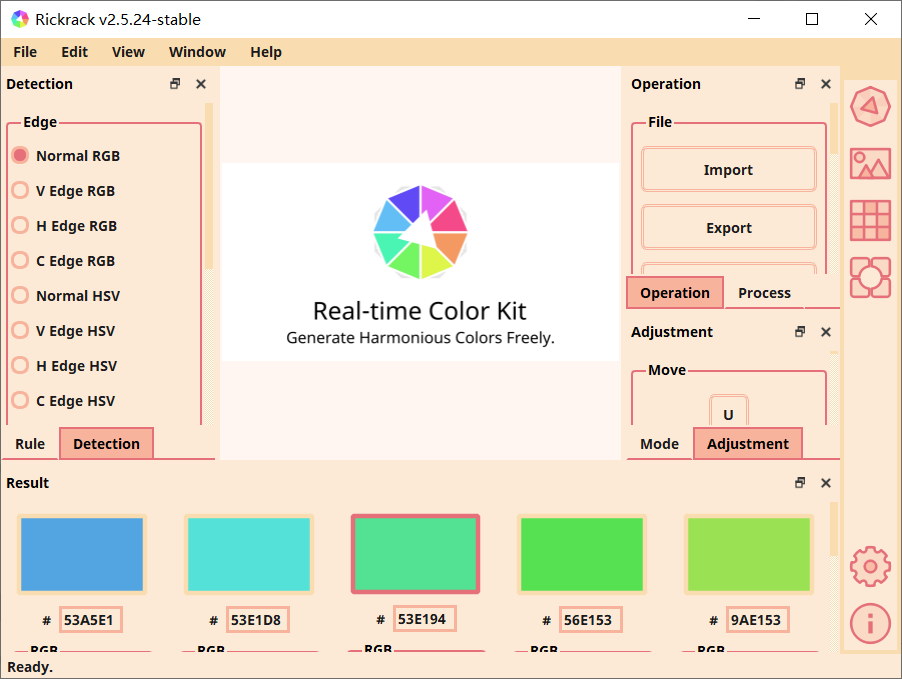 Rickrack v2.5.24-stable
File Edit View Window Help
Detection
Edge
Normal RGB
V Edge RGB
H Edge RGB
C Edge RGB
Normal HSV
V Edge HSV
H Edge HSV
C Edge HSV
Rule Detection
Real-time Color Kit
Generate Harmonious Colors Freely.
Operation
File
Import
Export
Operation Process
Adjustment
Move
U
Mode Adjustment
Result
# 53A5E1 # 53E1D8 # 53E194 # 56E153 # 9AE153
RGB RGB RGB RGB RGB
Ready.